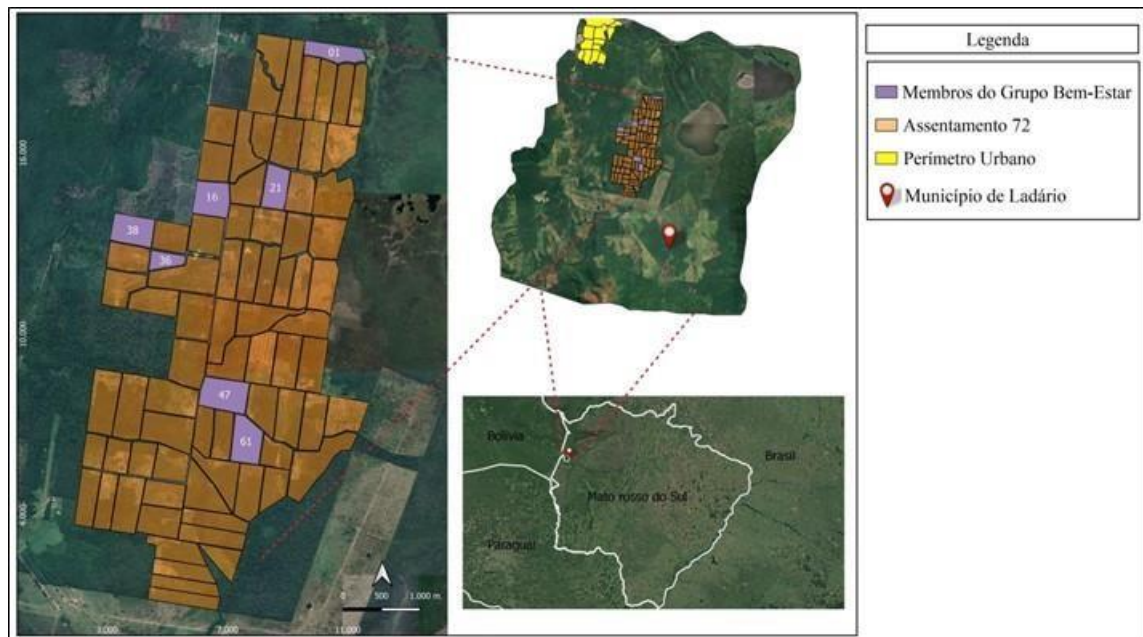 01
16
21
38
36
47
61
16.000
10.000
4.000
7.000
11.000
0 500 1.000 m.
Bolívia
Brasil
Mato rosso do Sul
Paraguai
Legenda
Membros do Grupo Bem-Estar
Assentamento 72
Perímetro Urbano
Município de Ladário